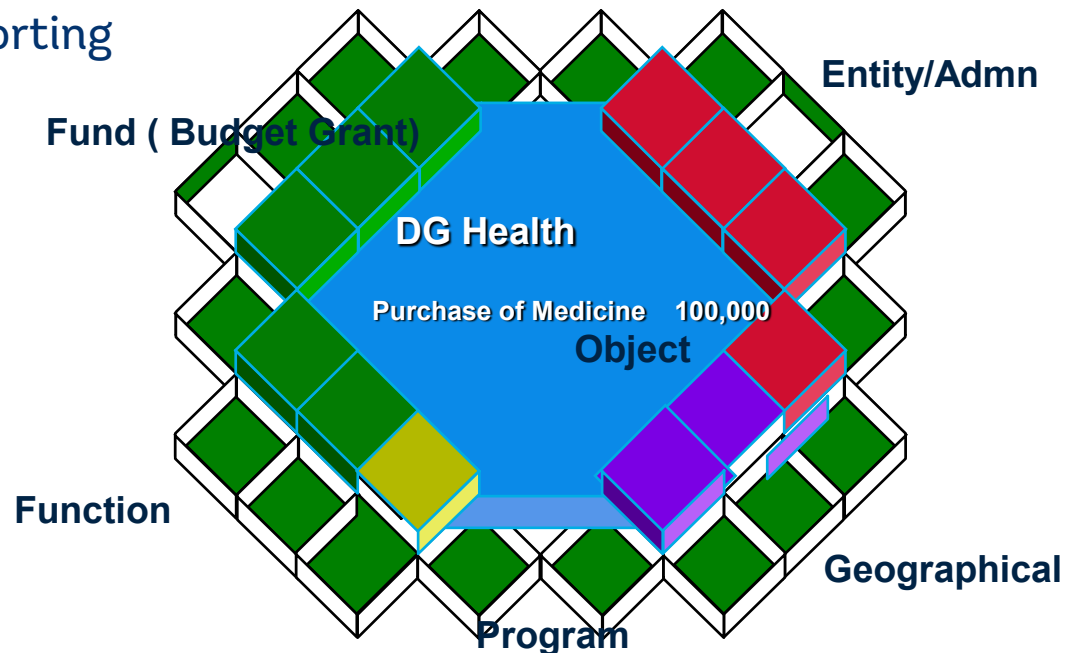 orting
Entity/Admn
Fund ( Budget Grant)
DG Health
Purchase of Medicine 100,000
Object
Function
Geographical
Program